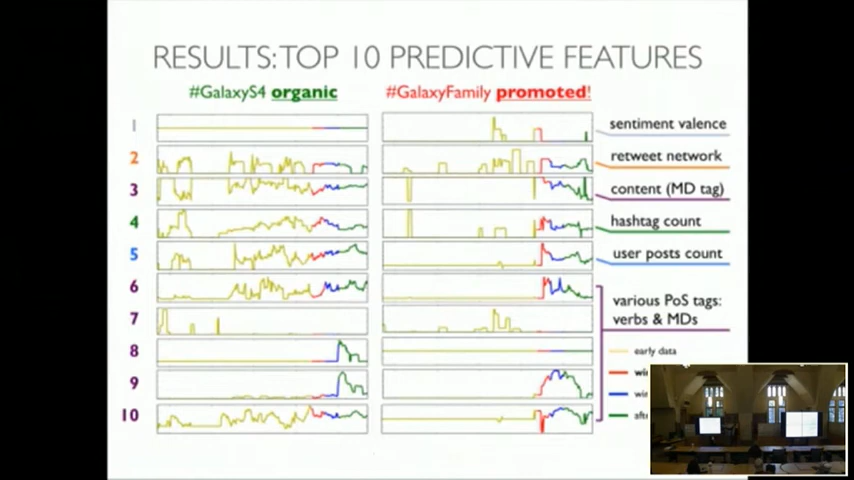 RESULTS: TOP 10 PREDICTIVE FEATURES
#GalaxyS4 organic
#GalaxyFamily promoted!
1
sentiment valence
2
retweet network
3
content (MD tag)
4
hashtag count
5
user posts count
6
various PoS tags:
verbs & MDs
7
8
early data
9
10